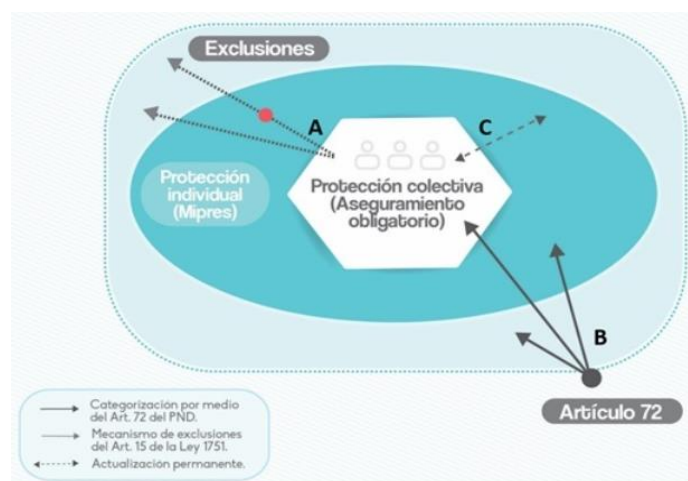 Exclusiones
A
C
Protección
individual
(Mipres)
Protección colectiva
(Aseguramiento
obligatorio)
B
Artículo 72
Categorización por medio
del Art. 72 del PND.
Mecanismo de exclusiones
del Art. 15 de la Ley 1751.
Actualización permanente.